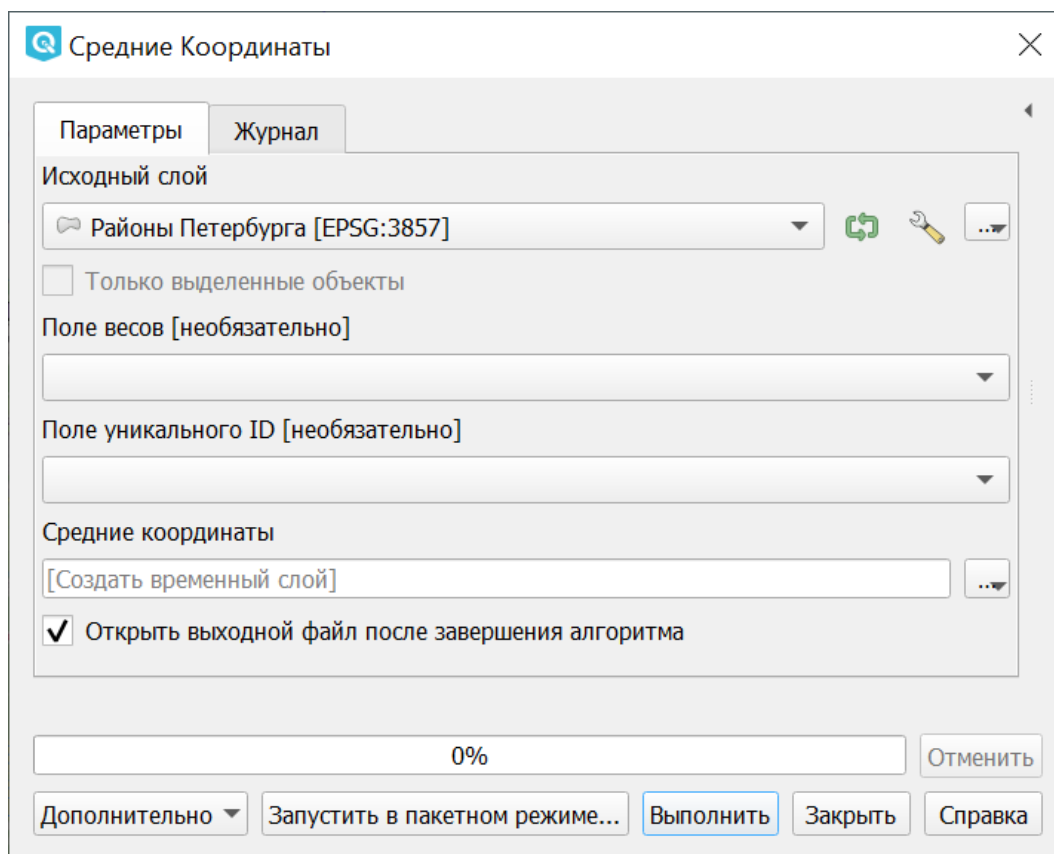 Средние Координаты
Параметры
Журнал
Исходный слой
Районы Петербурга [EPSG:3857]
...
Только выделенные объекты
Поле весов [необязательно]
Поле уникального ID [необязательно]
Средние координаты
[Создать временный слой]
...
Открыть выходной файл после завершения алгоритма
0%
Отменить
Дополнительно
Запустить в пакетном режиме...
Выполнить
Закрыть
Справка